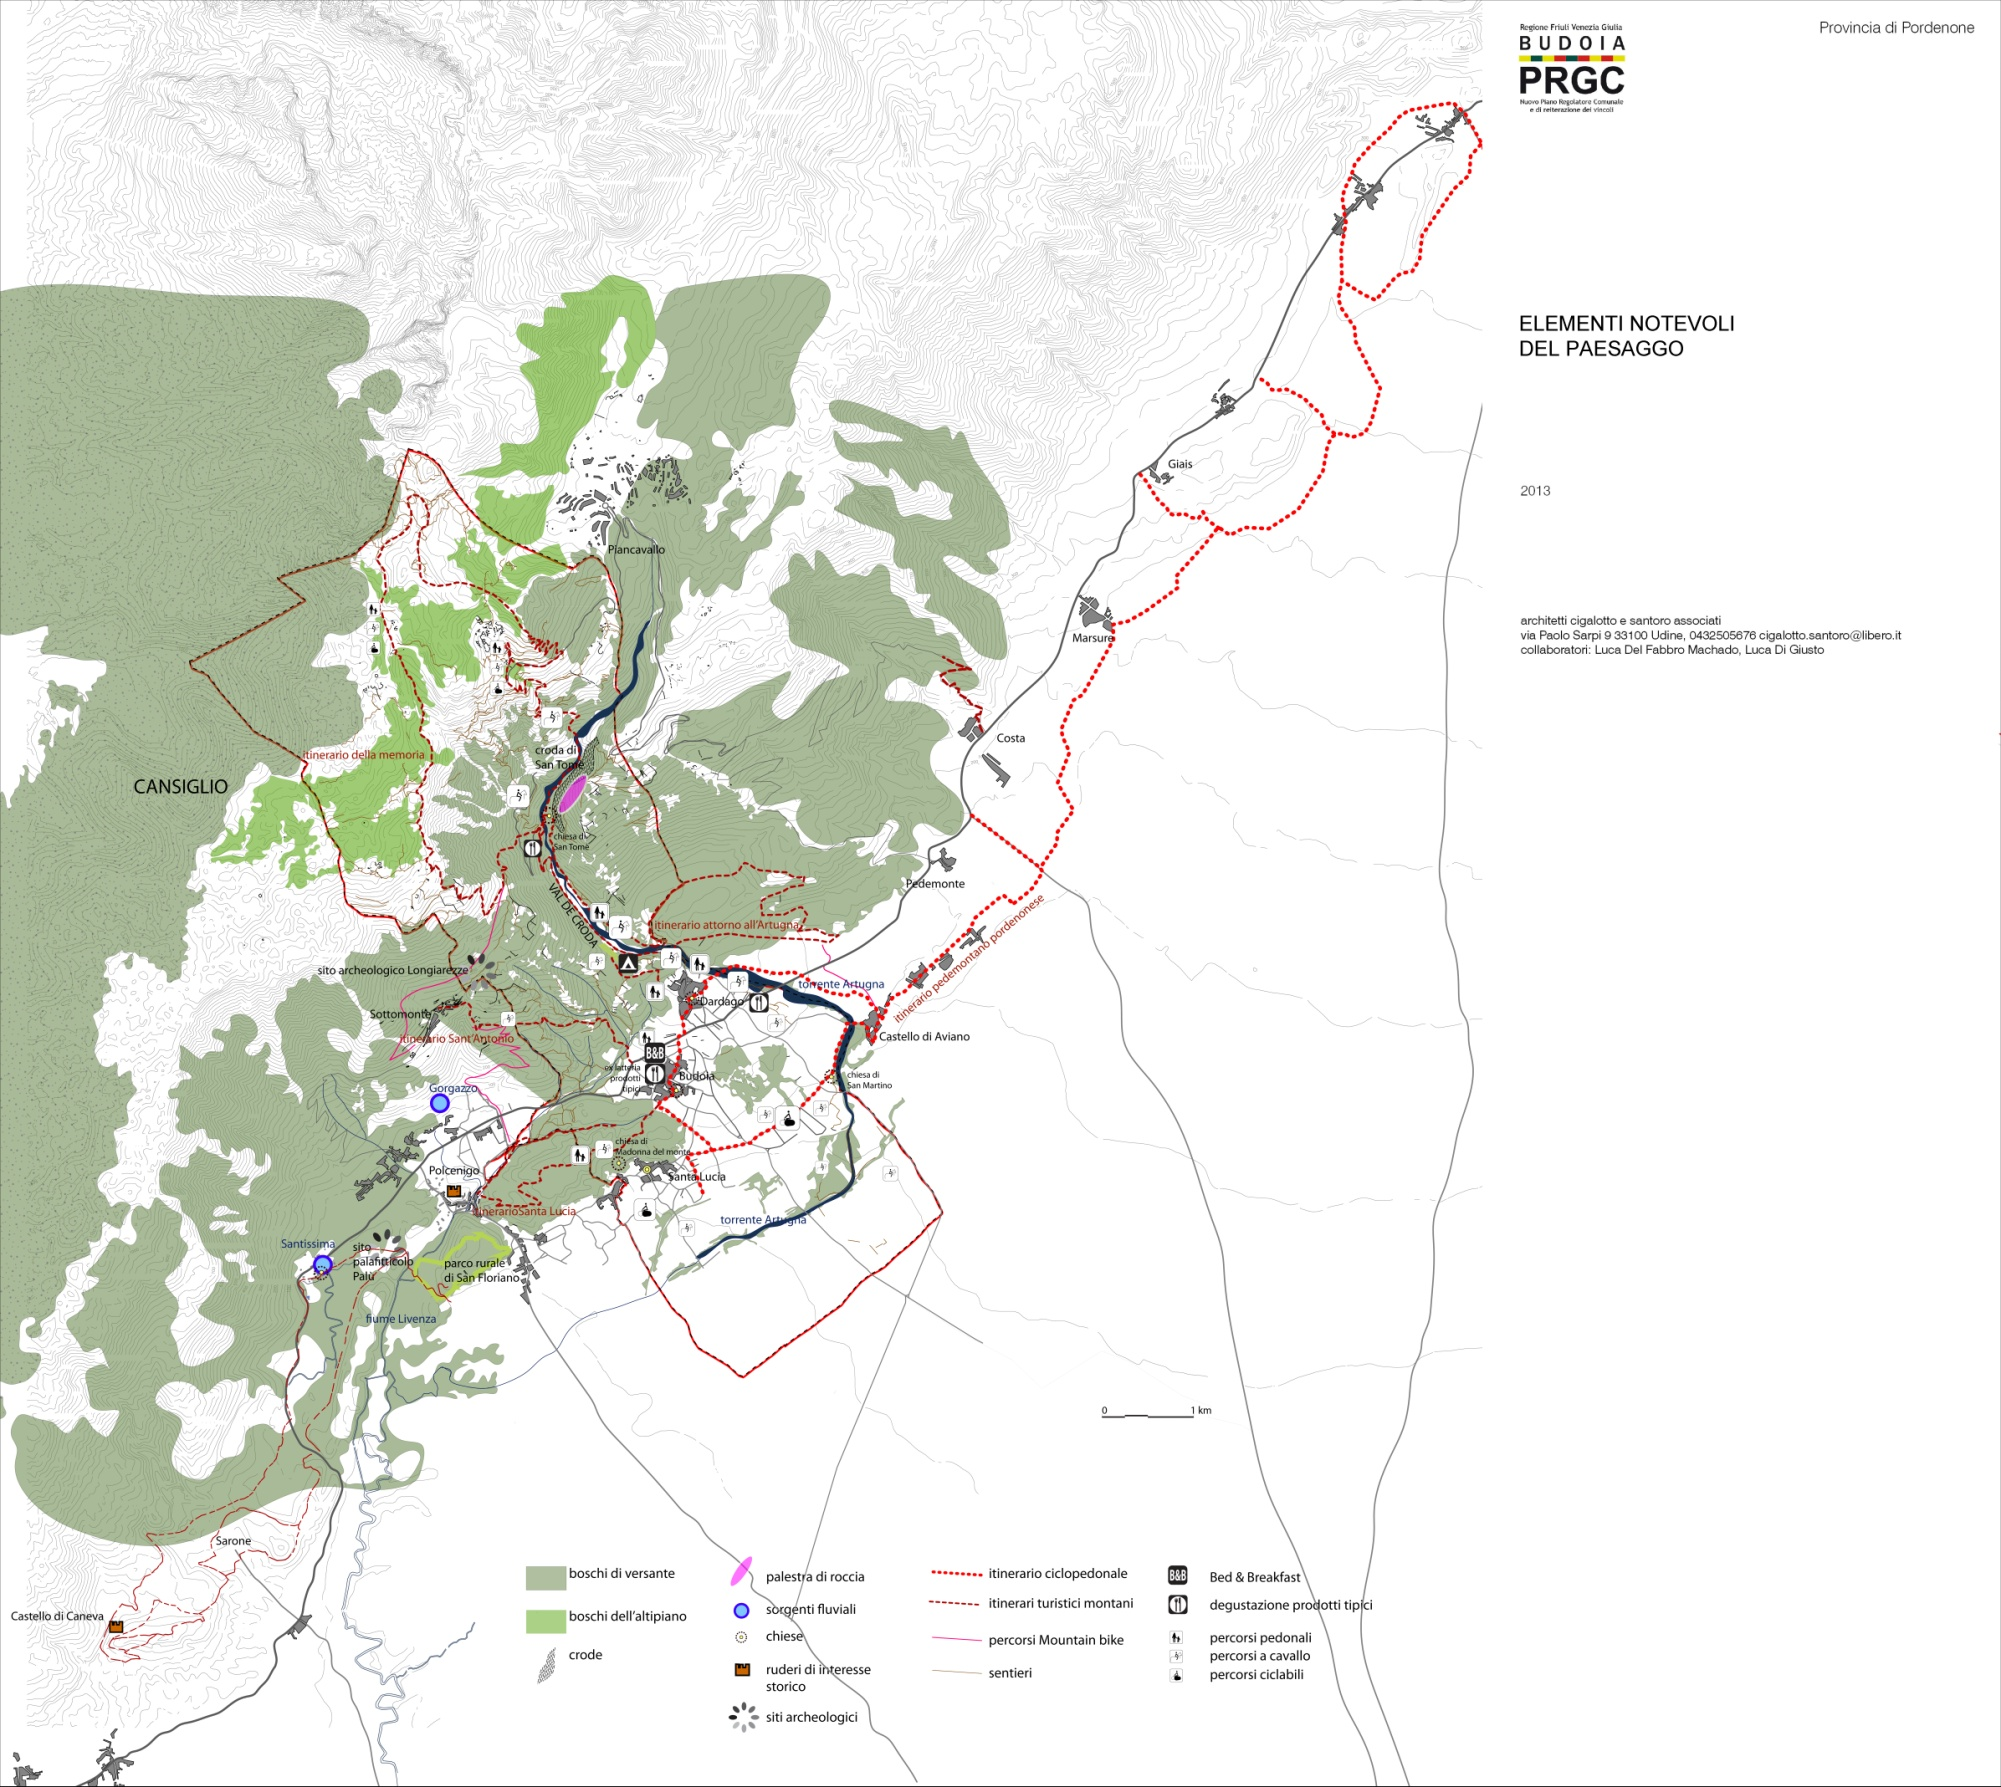 Regione Friuli Venezia Giulia
BUDOIA
PRGC
Nuovo Piano Regolatore Comunale
e di reiterazione dei vincoli
Provincia di Pordenone
ELEMENTI NOTEVOLI
DEL PAESAGGO
2013
architetti cigalotto e santoro associati
via Paolo Sarpi 9 33100 Udine, 0432505676 cigalotto.santoro@libero.it
collaboratori: Luca Del Fabbro Machado, Luca Di Giusto
Giais
Piancavallo
Marsure
Costa
croda di
San Tomè
itinerario della memoria
CANSIGLIO
chiesa di
San Tomè
Pedemonte
VAL DE CRODA
itinerario attorno all'Artugna
itinerario pedemontano pordenonese
sito archeologico Longiarezze
torrente Artugna
Dardago
Sottomonte
itinerario Sant'Antonio
Castello di Aviano
B&B
ex latteria
prodotti
tipici
Budoia
chiesa di
San Martino
Gorgazzo
chiesa di
Madonna del monte
Polcenigo
Santa Lucia
itinerarioSanta Lucia
torrente Artugna
Santissima
sito
palafitticolo
Palù
parco rurale
di San Floriano
fiume Livenza
0 1 km
Sarone
Castello di Caneva
boschi di versante
boschi dell'altipiano
crode
palestra di roccia
sorgenti fluviali
chiese
ruderi di interesse
storico
siti archeologici
itinerario ciclopedonale
itinerari turistici montani
percorsi Mountain bike
sentieri
B&B Bed & Breakfast
degustazione prodotti tipici
percorsi pedonali
percorsi a cavallo
percorsi ciclabili